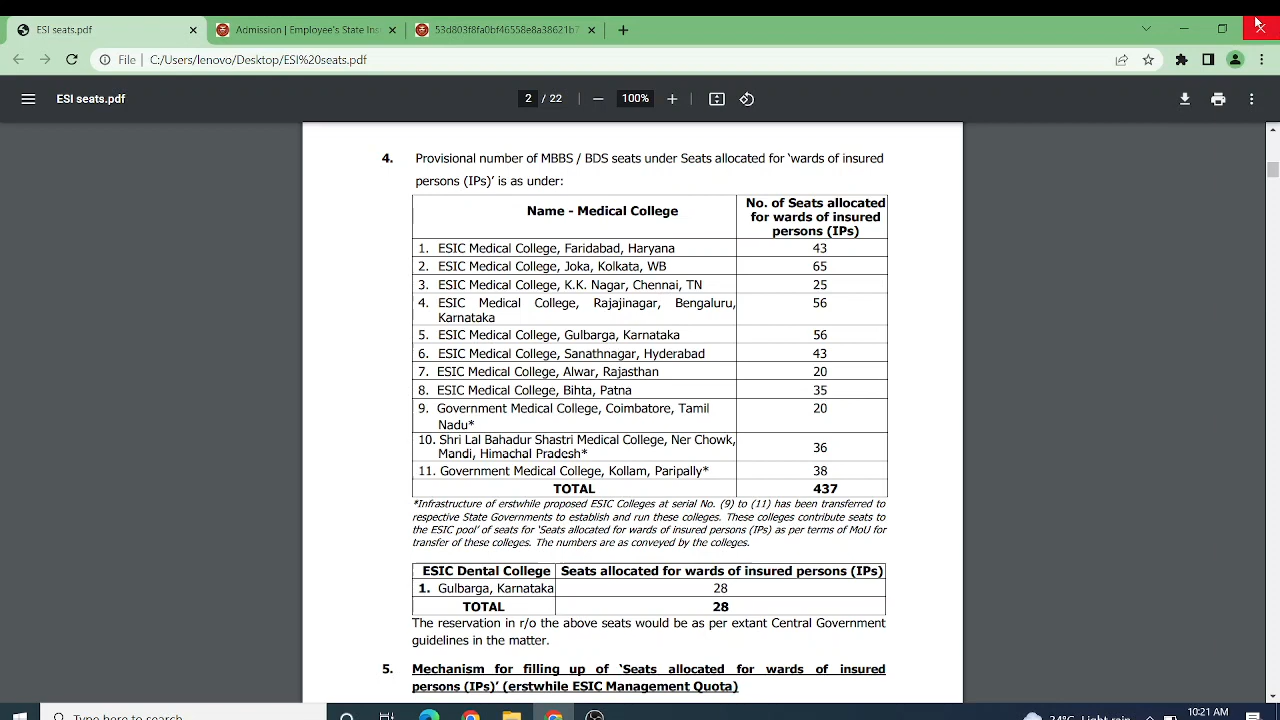 ESI seats.pdf
Admission | Employee's State Ins
53d803f8fa0bf46558e8a38621b7
File | C:/Users/lenovo/Desktop/ESI%20seats.pdf
ESI seats.pdf
2 / 22
100%
4. Provisional number of MBBS / BDS seats under Seats allocated for 'wards of insured
persons (IPs)' is as under:
Name - Medical College
No. of Seats allocated
for wards of insured
persons (IPs)
1. ESIC Medical College, Faridabad, Haryana 43
2. ESIC Medical College, Joka, Kolkata, WB 65
3. ESIC Medical College, K.K. Nagar, Chennai, TN 25
4. ESIC Medical College, Rajajinagar, Bengaluru, 56
Karnataka
5. ESIC Medical College, Gulbarga, Karnataka 56
6. ESIC Medical College, Sanathnagar, Hyderabad 43
7. ESIC Medical College, Alwar, Rajasthan 20
8. ESIC Medical College, Bihta, Patna 35
9. Government Medical College, Coimbatore, Tamil 20
Nadu*
10. Shri Lal Bahadur Shastri Medical College, Ner Chowk,
Mandi, Himachal Pradesh* 36
11. Government Medical College, Kollam, Paripally* 38
TOTAL 437
*Infrastructure of erstwhile proposed ESIC Colleges at serial No. (9) to (11) has been transferred to
respective State Governments to establish and run these colleges. These colleges contribute seats to
the ESIC pool' of seats for 'Seats allocated for wards of insured persons (IPs) as per terms of MoU for
transfer of these colleges. The numbers are as conveyed by the colleges.
ESIC Dental College Seats allocated for wards of insured persons (IPs)
1. Gulbarga, Karnataka 28
TOTAL 28
The reservation in r/o the above seats would be as per extant Central Government
guidelines in the matter.
5. Mechanism for filling up of 'Seats allocated for wards of insured
persons (IPs)' (erstwhile ESIC Management Quota)
Type here to search
34°C Light rain
10:21 AM